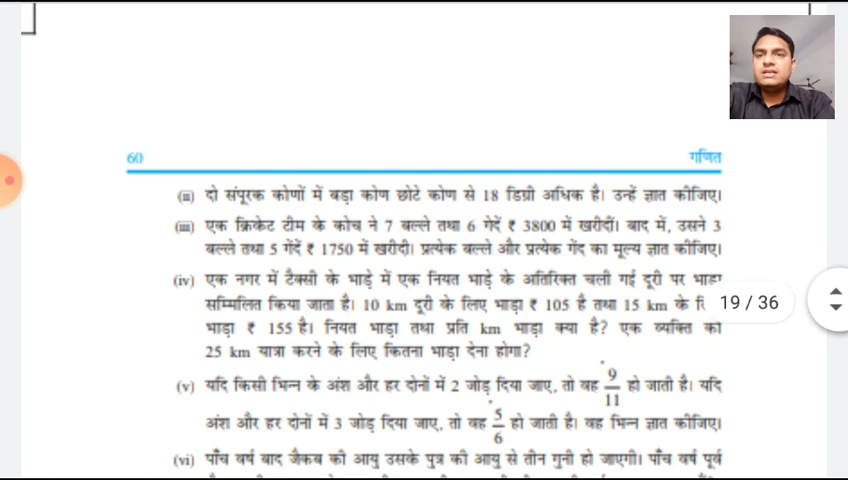 60 गणित
(ii) दो संपूरक कोणों में बड़ा कोण छोटे कोण से 18 डिग्री अधिक है। उन्हें ज्ञात कीजिए।
(iii) एक क्रिकेट टीम के कोच ने 7 बल्ले तथा 6 गेंदें ₹ 3800 में खरीदीं। बाद में, उसने 3
बल्ले तथा 5 गेंदें ₹ 1750 में खरीदी। प्रत्येक बल्ले और प्रत्येक गेंद का मूल्य ज्ञात कीजिए।
(iv) एक नगर में टैक्सी के भाड़े में एक नियत भाड़े के अतिरिक्त चली गई दूरी पर भाड़ा
सम्मिलित किया जाता है। 10 km दूरी के लिए भाड़ा ₹ 105 है तथा 15 km के
19 / 36
भाड़ा ₹ 155 है। नियत भाड़ा तथा प्रति km भाड़ा क्या है? एक व्यक्ति को
25 km यात्रा करने के लिए कितना भाड़ा देना होगा?
(v) यदि किसी भिन्न के अंश और हर दोनों में 2 जोड़ दिया जाए, तो वह 9/11 हो जाती है। यदि
अंश और हर दोनों में 3 जोड़ दिया जाए, तो वह 5/6 हो जाती है। वह भिन्न ज्ञात कीजिए।
(vi) पाँच वर्ष बाद जैकब की आयु उसके पुत्र की आयु से तीन गुनी हो जाएगी। पाँच वर्ष पूर्व